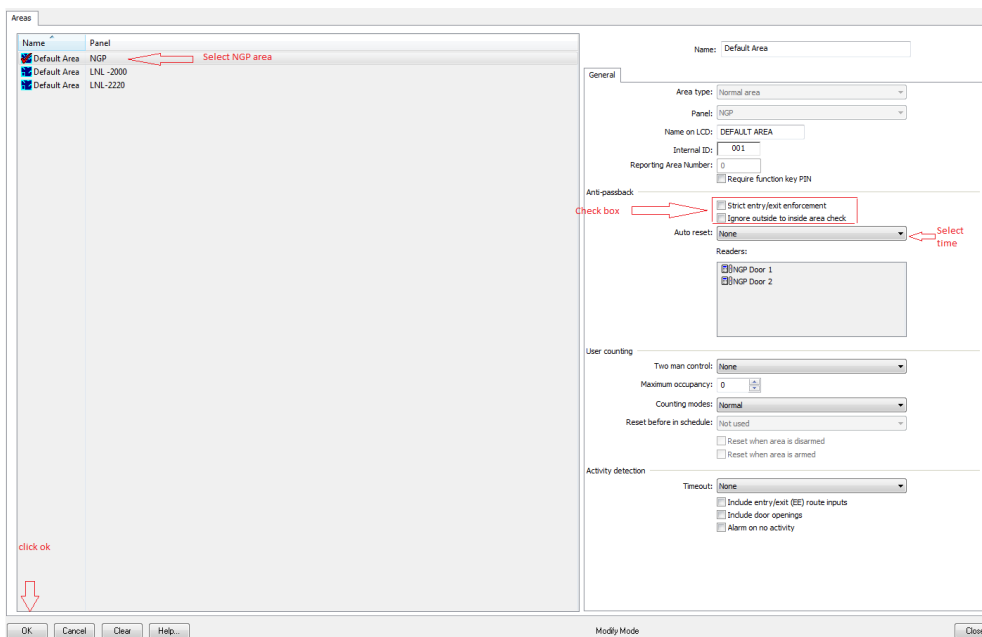 Areas
Name Panel
Default Area NGP
Select NGP area
Default Area LNL -2000
Default Area LNL-2220
click ok
Name: Default Area
General
Area type: Normal area
Panel: NGP
Name on LCD: DEFAULT AREA
Internal ID: 001
Reporting Area Number: 0
Require function key PIN
Anti-passback
Check box
Strict entry/exit enforcement
Ignore outside to inside area check
Auto reset: None
Select
time
Readers:
NGP Door 1
NGP Door 2
User counting
Two man control: None
Maximum occupancy: 0
Counting modes: Normal
Reset before in schedule: Not used
Reset when area is disarmed
Reset when area is armed
Activity detection
Timeout: None
Include entry/exit (EE) route inputs
Include door openings
Alarm on no activity
OK Cancel Clear Help... Modify Mode Close